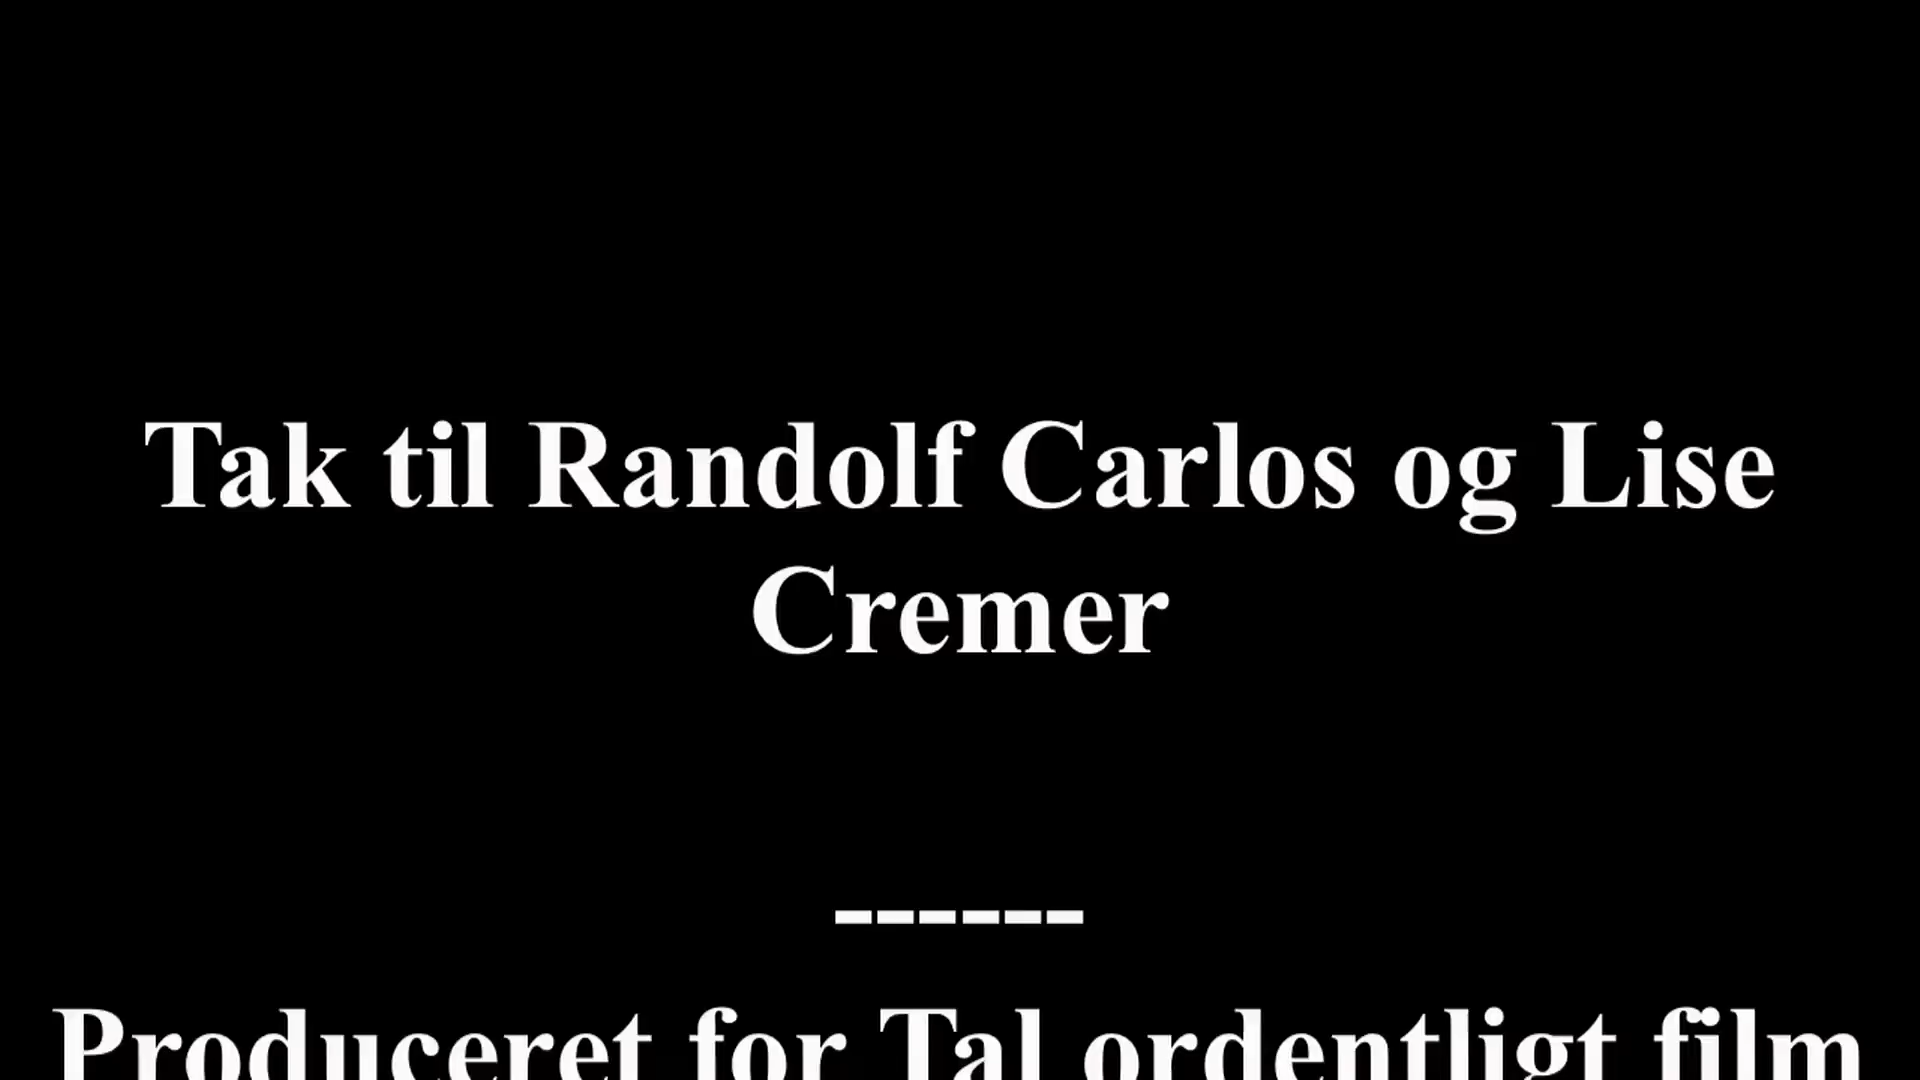 Tak til Randolf Carlos og Lise
Cremer
------
Produceret for Tal ordentligt film